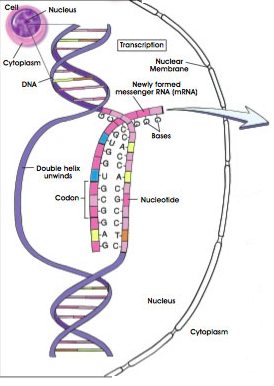 Cell
Nucleus
Transcription
Cytoplasm
Nuclear
Membrane
DNA
Newly formed
messenger RNA (mRNA)
Bases
Double helix
unwinds
Codon
Nucleotide
U
G
G
U
G
C
G
G
A
G
A
C
C
A
C
G
C
C
T
C
Nucleus
Cytoplasm